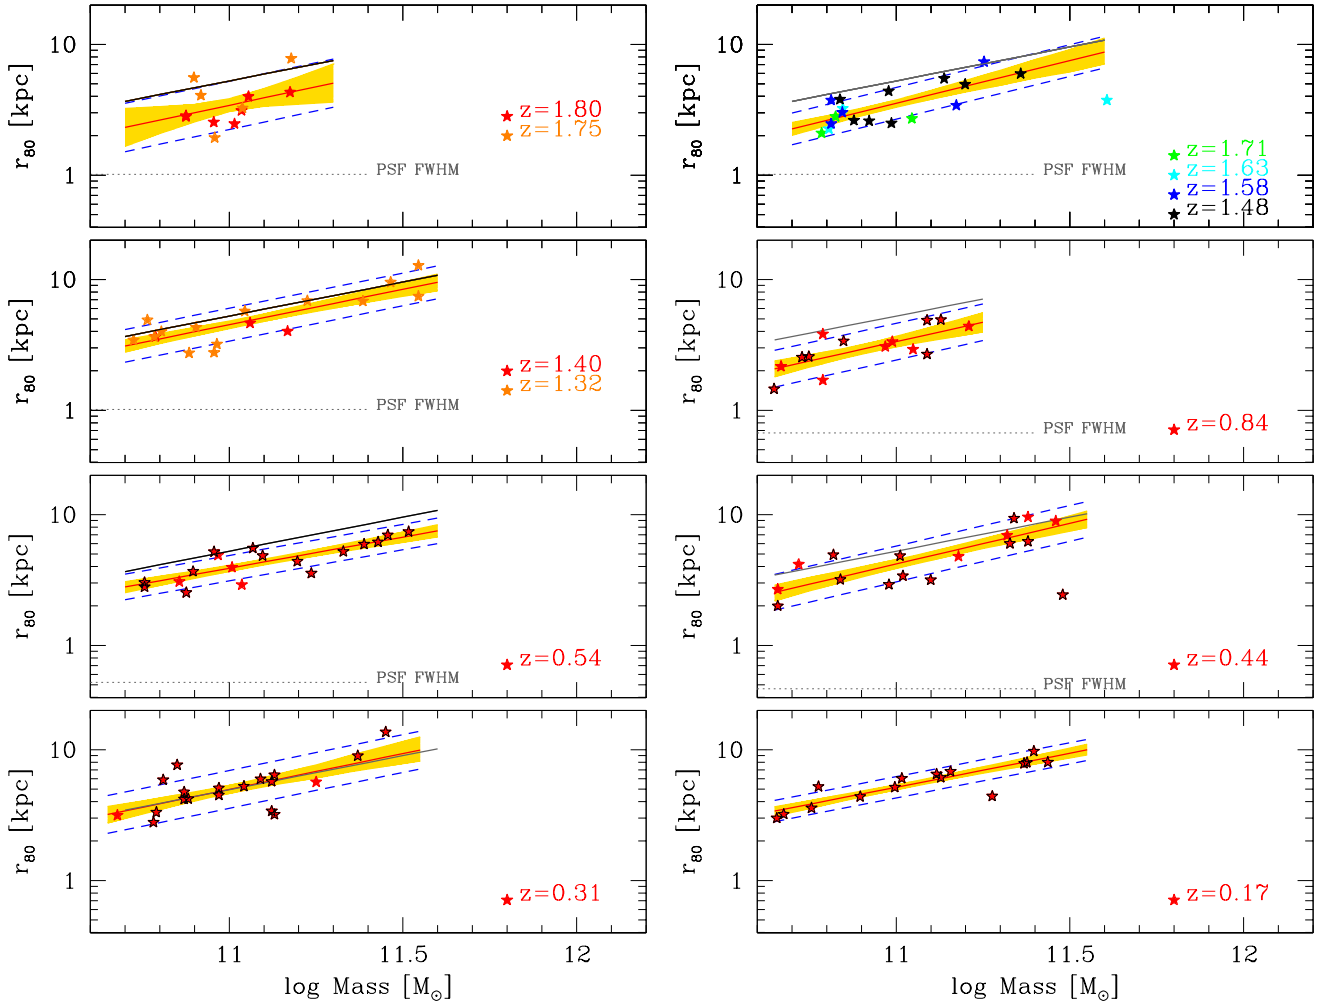 10
1
r80 [kpc]
z=1.80
z=1.75
PSF FWHM
10
1
r80 [kpc]
PSF FWHM
z=1.71
z=1.63
z=1.58
z=1.48
10
1
r80 [kpc]
z=1.40
z=1.32
PSF FWHM
10
1
r80 [kpc]
z=0.84
PSF FWHM
10
1
r80 [kpc]
z=0.54
PSF FWHM
10
1
r80 [kpc]
z=0.44
PSF FWHM
10
1
r80 [kpc]
z=0.31
11
11.5
12
log Mass [M⊙]
10
1
r80 [kpc]
z=0.17
11
11.5
12
log Mass [M⊙]